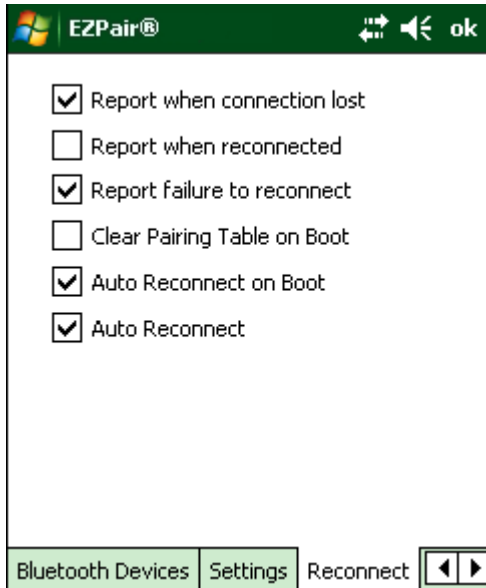 EZPair® ok
Report when connection lost
Report when reconnected
Report failure to reconnect
Clear Pairing Table on Boot
Auto Reconnect on Boot
Auto Reconnect
Bluetooth Devices Settings Reconnect